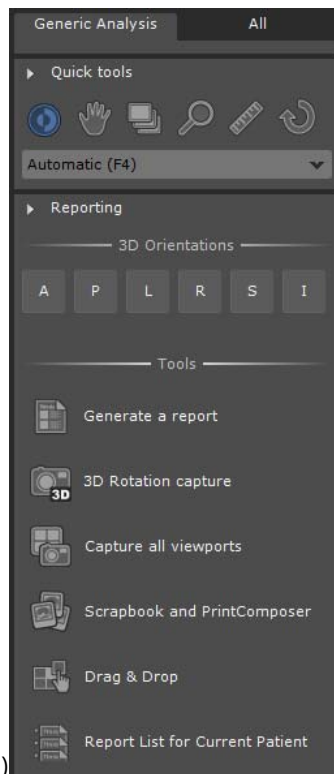 Generic Analysis All
Quick tools
Automatic (F4)
Reporting
3D Orientations
A P L R S I
Tools
Generate a report
3D
3D Rotation capture
Capture all viewports
Scrapbook and PrintComposer
Drag & Drop
Report List for Current Patient
)